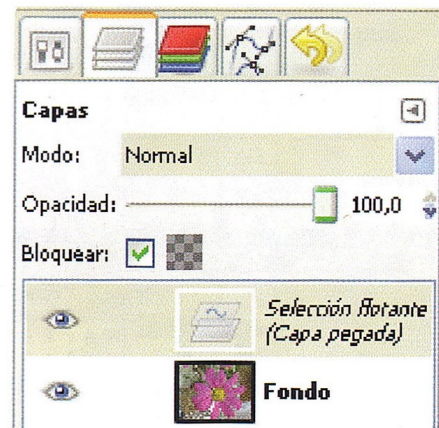 Capas
Modo: Normal
Opacidad: 100,0
Bloquear:
Selección flotante
(Capa pegada)
Fondo